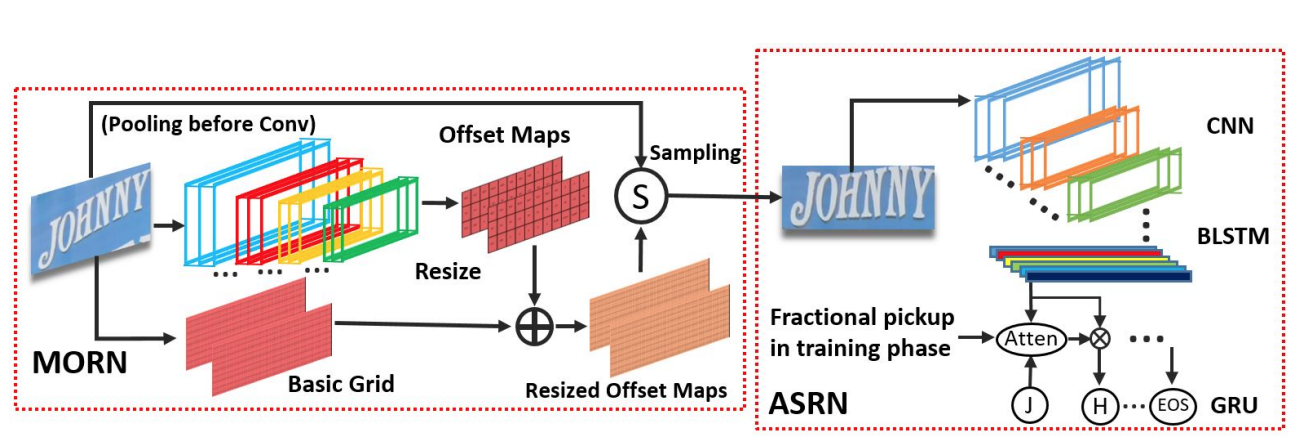 (Pooling before Conv)
Offset Maps
Sampling
JOHNNY
S
Resize
MORN
Basic Grid
Resized Offset Maps
JOHNNY
CNN
BLSTM
Fractional pickup
in training phase
Atten
J
H
EOS
GRU
ASRN